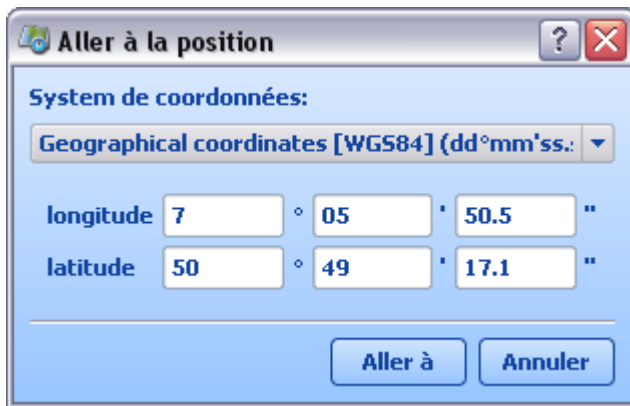 Aller à la position
System de coordonnées:
Geographical coordinates [WGS84] (dd°mm'ss.:
longitude 7 ° 05 ' 50.5 "
latitude 50 ° 49 ' 17.1 "
Aller à Annuler